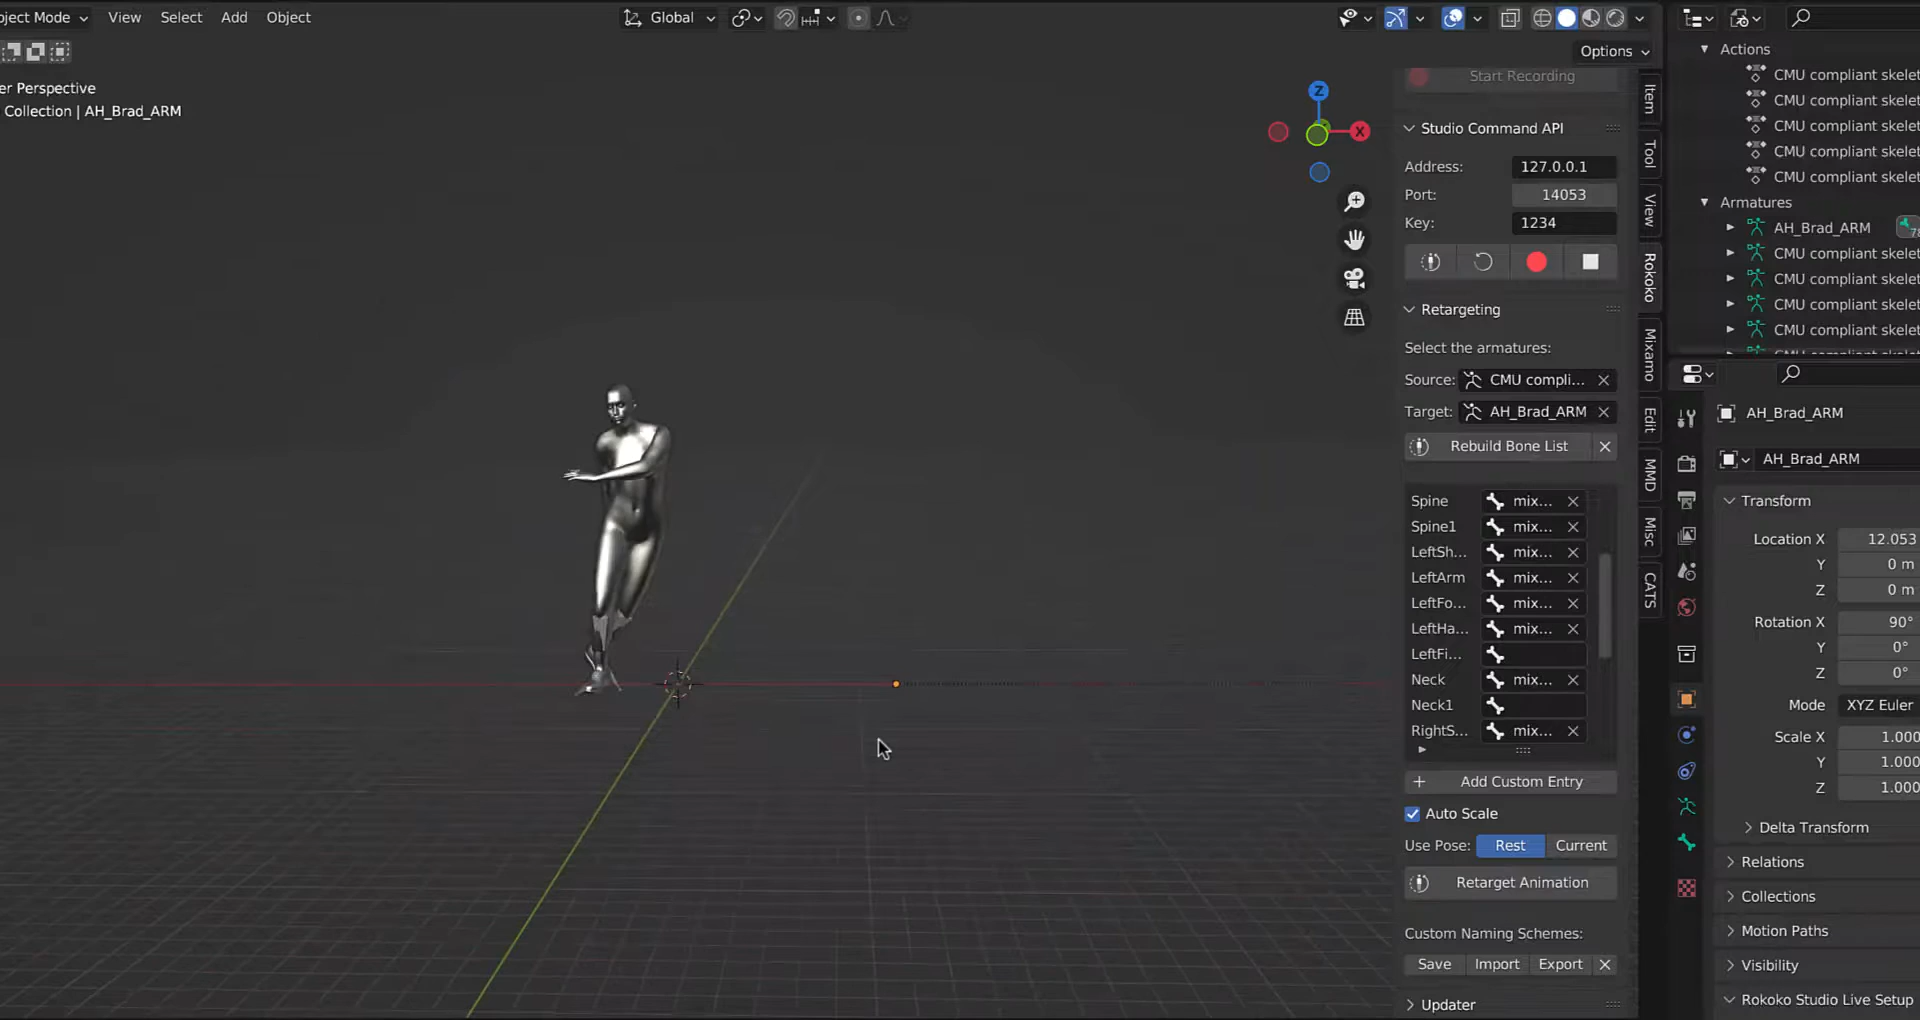 oject Mode View Select Add Object Global
Options
er Perspective
Collection | AH_Brad_ARM
Z
X
Start Recording
Studio Command API
Address: 127.0.0.1
Port: 14053
Key: 1234
Retargeting
Select the armatures:
Source: CMU compli...
Target: AH_Brad_ARM
Rebuild Bone List
Spine mix...
Spine1 mix...
LeftSh... mix...
LeftArm mix...
LeftFo... mix...
LeftHa... mix...
LeftFi...
Neck mix...
Neck1
RightS... mix...
Add Custom Entry
Auto Scale
Use Pose: Rest Current
Retarget Animation
Custom Naming Schemes:
Save Import Export
Updater
Item
Tool
View
Rokoko
Mixamo
Edit
MMD
Misc
CATS
Actions
CMU compliant skelet
CMU compliant skelet
CMU compliant skelet
CMU compliant skelet
CMU compliant skelet
Armatures
AH_Brad_ARM
CMU compliant skelet
CMU compliant skelet
CMU compliant skelet
CMU compliant skelet
AH_Brad_ARM
AH_Brad_ARM
Transform
Location X 12.053
Y 0 m
Z 0 m
Rotation X 90°
Y 0°
Z 0°
Mode XYZ Euler
Scale X 1.000
Y 1.000
Z 1.000
Delta Transform
Relations
Collections
Motion Paths
Visibility
Rokoko Studio Live Setup